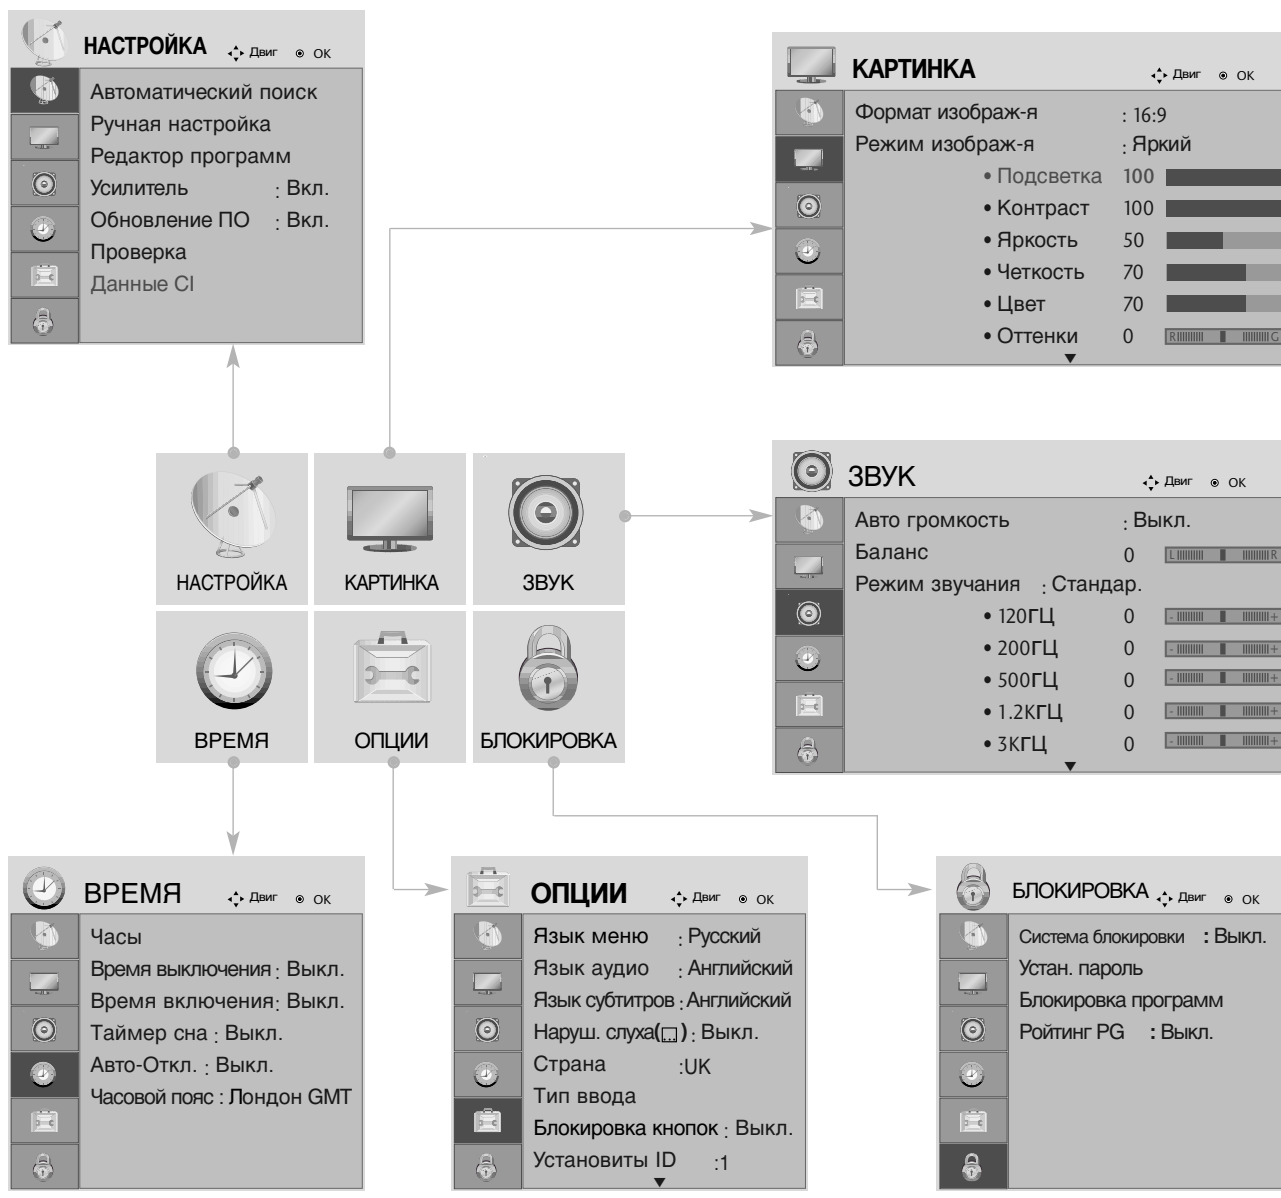 НАСТРОЙКА Двиг OK
Автоматический поиск
Ручная настройка
Редактор программ
Усилитель : Вкл.
Обновление ПО : Вкл.
Проверка
Данные CI
КАРТИНКА Двиг OK
Формат изображ-я : 16:9
Режим изображ-я : Яркий
• Подсветка 100
• Контраст 100
• Яркость 50
• Четкость 70
• Цвет 70
• Оттенки 0 R G
НАСТРОЙКА
КАРТИНКА
ЗВУК
ВРЕМЯ
ОПЦИИ
БЛОКИРОВКА
ЗВУК Двиг OK
Авто громкость : Выкл.
Баланс 0 L R
Режим звучания : Стандар.
• 120ГЦ 0 - +
• 200ГЦ 0 - +
• 500ГЦ 0 - +
• 1.2КГЦ 0 - +
• 3КГЦ 0 - +
ВРЕМЯ Двиг OK
Часы
Время выключения : Выкл.
Время включения: Выкл.
Таймер сна : Выкл.
Авто-Откл. : Выкл.
Часовой пояс : Лондон GMT
ОПЦИИ Двиг OK
Язык меню : Русский
Язык аудио : Английский
Язык субтитров : Английский
Наруш. слуха( ) : Выкл.
Страна :UK
Тип ввода
Блокировка кнопок : Выкл.
Установиты ID :1
БЛОКИРОВКА Двиг OK
Система блокировки : Выкл.
Устан. пароль
Блокировка программ
Ройтинг PG : Выкл.